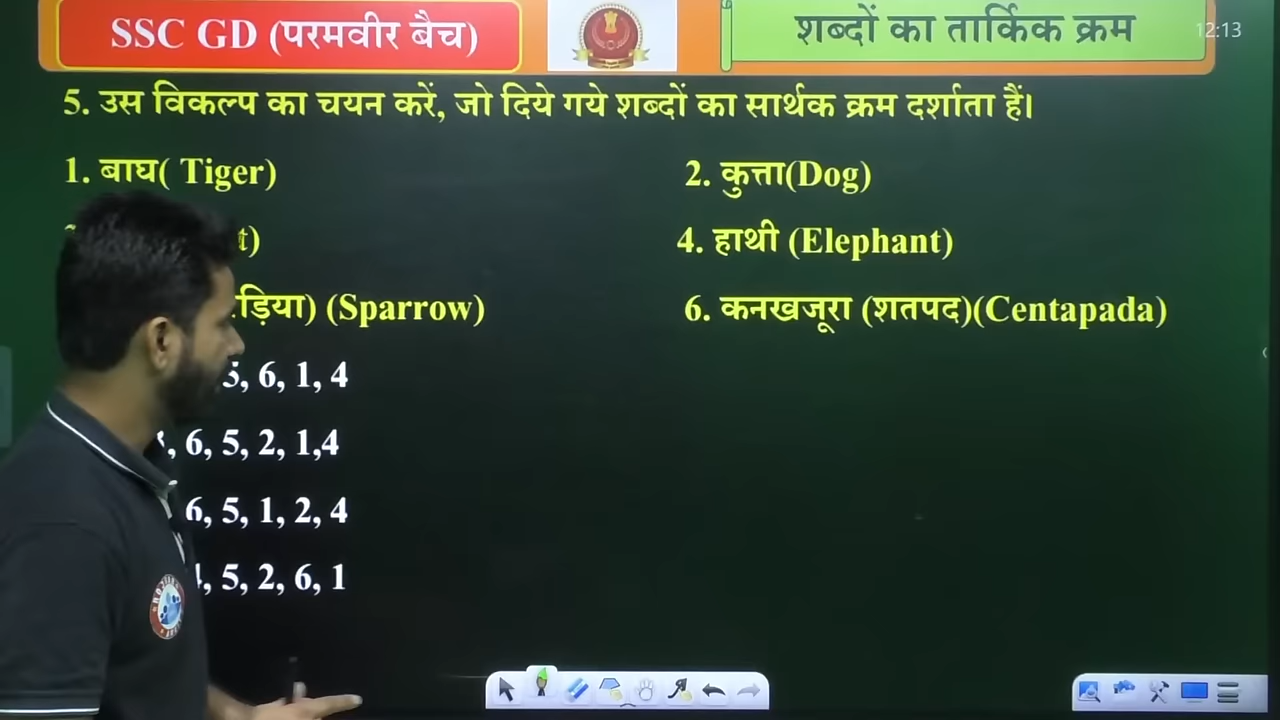 SSC GD (परमवीर बैच)
शब्दों का तार्किक क्रम
12:13
5. उस विकल्प का चयन करें, जो दिये गये शब्दों का सार्थक क्रम दर्शाता हैं।
1. बाघ( Tiger)
2. कुत्ता(Dog)
t)
4. हाथी (Elephant)
ड़िया) (Sparrow)
6. कनखजूरा (शतपद)(Centapada)
5, 6, 1, 4
, 6, 5, 2, 1,4
6, 5, 1, 2, 4
, 5, 2, 6, 1